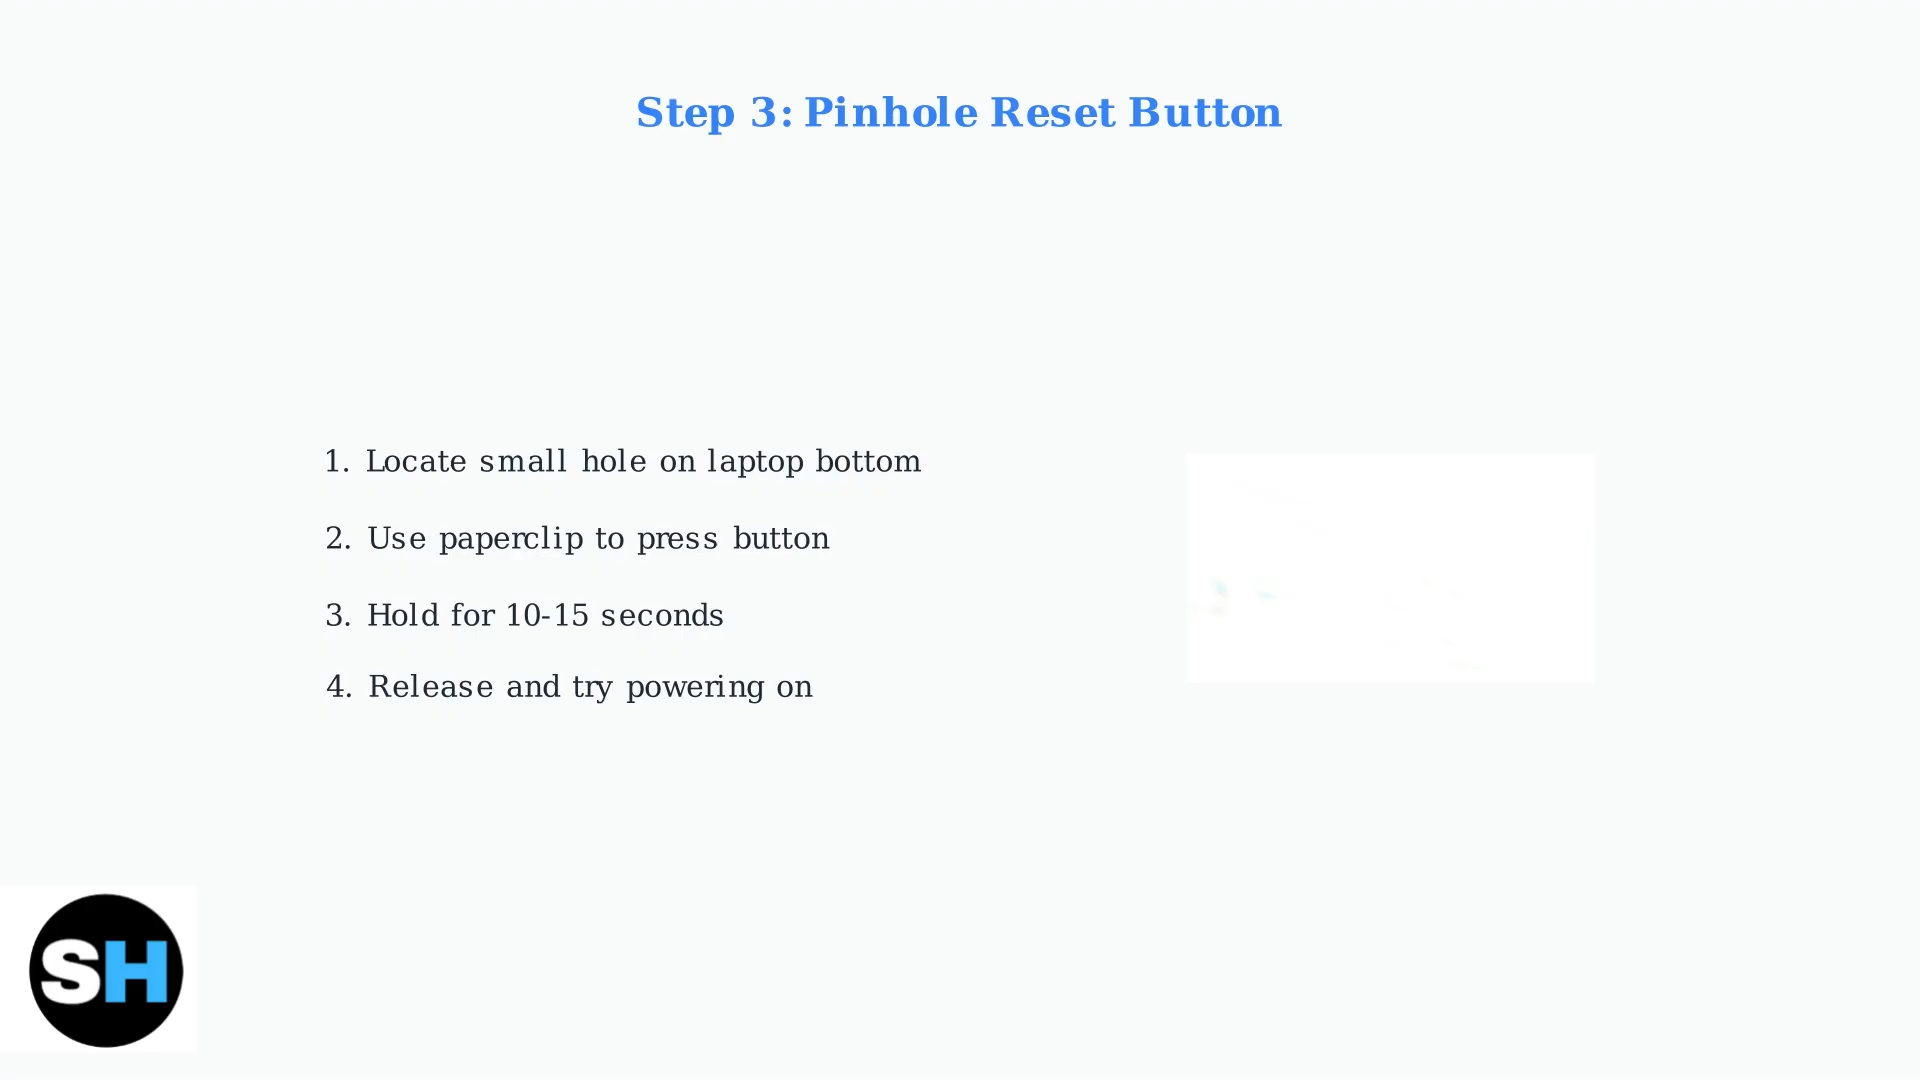 Step 3: Pinhole Reset Button
1. Locate small hole on laptop bottom
2. Use paperclip to press button
3. Hold for 10-15 seconds
4. Release and try powering on
SH